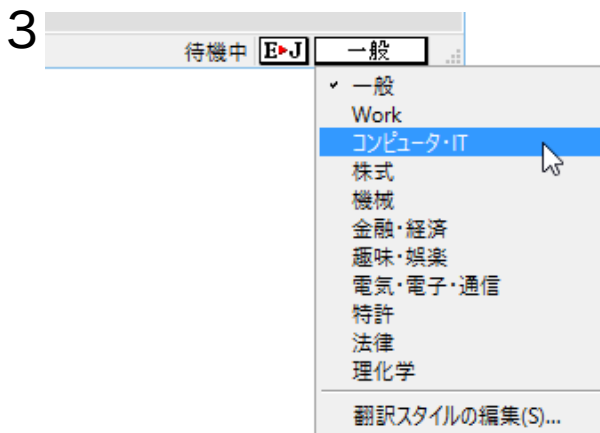 3
待機中 E▶J 一般
✓ 一般
Work
コンピュータ・IT
株式
機械
金融・経済
趣味・娯楽
電気・電子・通信
特許
法律
理化学
翻訳スタイルの編集(S)...